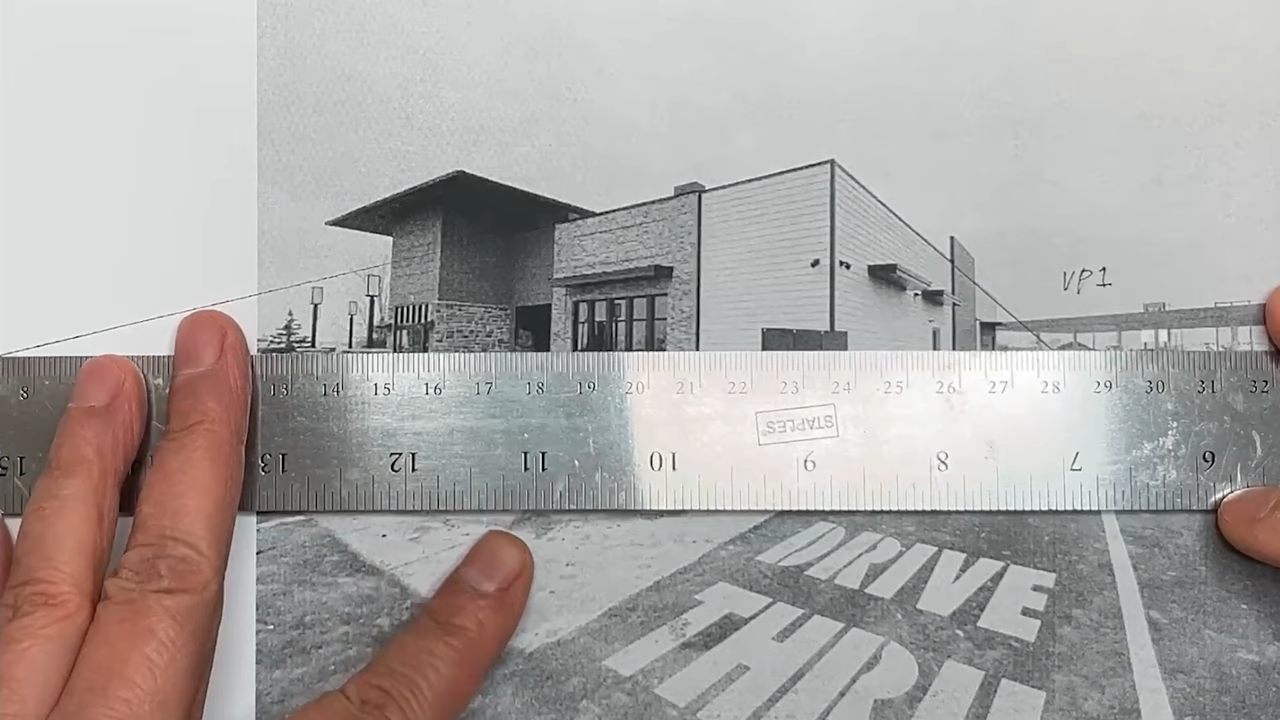 VP1
8 13 14 15 16 17 18 19 20 21 22 23 24 25 26 27 28 29 30 31 32
STAPLES
15 13 12 11 10 9 8 7 6
DRIVE
THRU